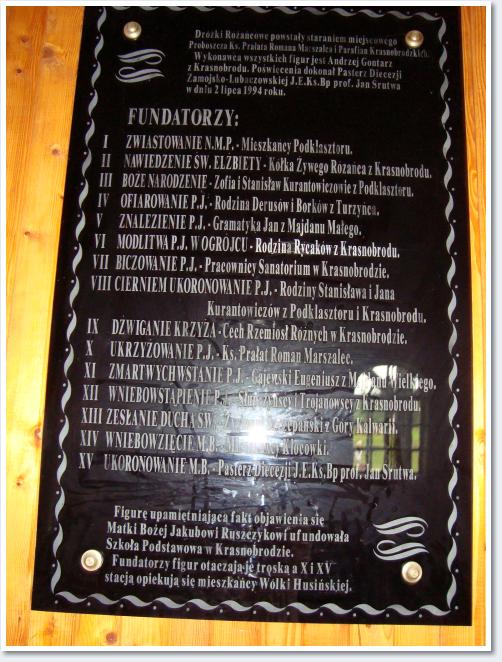 Dróżki Różańcowe powstały staraniem miejscowego
Proboszcza Ks. Prałata Romana Marszalca i Parafian Krasnobrodzkich.
Wykonawca wszystkich figur jest Andrzej Gontarz
z Krasnobrodu. Poświęcenia dokonał Pasterz Diecezji
Zamojsko-Lubaczowskiej J.E.Ks.Bp prof. Jan Śrutwa
w dniu 2 lipca 1994 roku.
FUNDATORZY:
I ZWIASTOWANIE N.M.P. - Mieszkańcy Podklasztoru.
II NAWIEDZENIE ŚW. ELŻBIETY - Kółka Żywego Różańca z Krasnobrodu.
III BOŻE NARODZENIE - Zofia i Stanisław Kurantowiczowie z Podklasztoru.
IV OFIAROWANIE P.J. - Rodzina Derusów i Borków z Turzyńca.
V ZNALEZIENIE P.J. - Gramatyka Jan z Majdanu Małego.
VI MODLITWA P.J. W OGRÓJCU - Rodzina Rycaków z Krasnobrodu.
VII BICZOWANIE P.J. - Pracownicy Sanatorium w Krasnobrodzie.
VIII CIERNIEM UKORONOWANIE P.J. - Rodziny Stanisława i Jana
Kurantowiczów z Podklasztoru i Krasnobrodu.
IX DŹWIGANIE KRZYŻA - Cech Rzemiosł Różnych w Krasnobrodzie.
X UKRZYŻOWANIE P.J. - Ks. Prałat Roman Marszalec.
XI ZMARTWYCHWSTANIE P.J. - Gajewski Eugeniusz z Majdanu Wielkiego.
XII WNIEBOWSTĄPIENIE P.J. - i Trojanowscy z Krasnobrodu.
XIII ZESŁANIE DUCHA ŚW. - z Góry Kalwarii.
XIV WNIEBOWZIĘCIE M.B. - Klocówki.
XV UKORONOWANIE M.B. - Pasterz Diecezji J.E.Ks.Bp prof. Jan Śrutwa.
Figurę upamiętniającą fakt objawienia się
Matki Bożej Jakubowi Ruszczykowi ufundowała
Szkoła Podstawowa w Krasnobrodzie.
Fundatorzy figur otaczają je troską a X i XV
stacją opiekują się mieszkańcy Wólki Husińskiej.